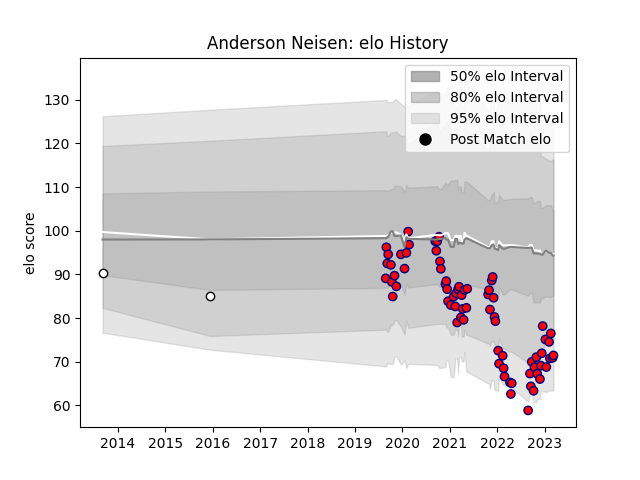 Anderson Neisen: elo History
50% elo Interval
80% elo Interval
95% elo Interval
Post Match elo
elo score
130
120
110
100
90
80
70
60
2014 2015 2016 2017 2018 2019 2020 2021 2022 2023